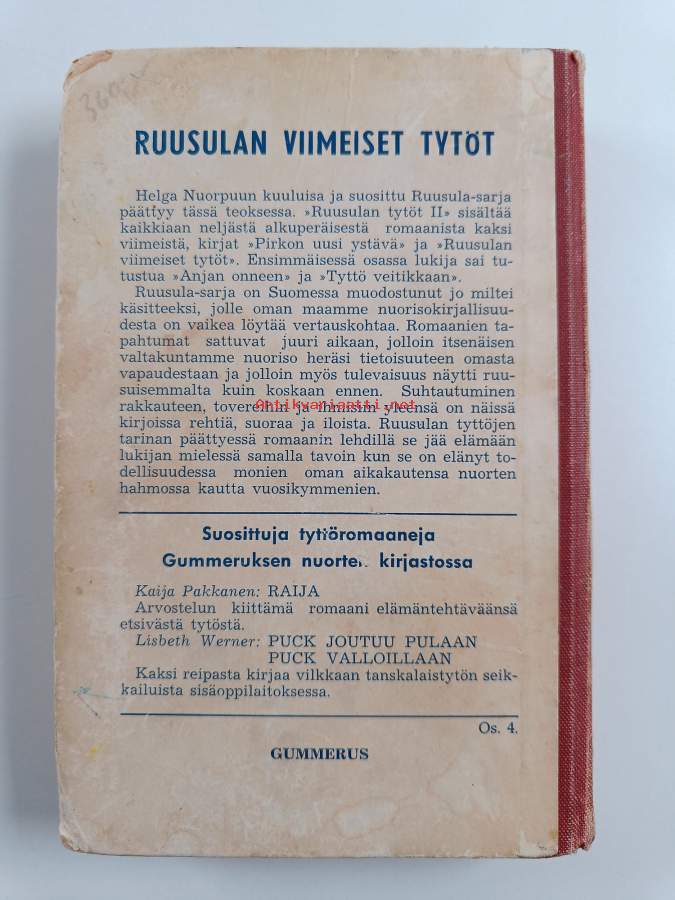 RUUSULAN VIIMEISET TYTÖT
Helga Nuorpuun kuuluisa ja suosittu Ruusula-sarja
päättyy tässä teoksessa. »Ruusulan tytöt II» sisältää
kaikkiaan neljästä alkuperäisestä romaanista kaksi
viimeistä, kirjat »Pirkon uusi ystävä» ja »Ruusulan
viimeiset tytöt». Ensimmäisessä osassa lukija sai tu-
tustua »Anjan onneen» ja »Tyttö veitikkaan».
Ruusula-sarja on Suomessa muodostunut jo miltei
käsitteeksi, jolle oman maamme nuorisokirjallisuu-
desta on vaikea löytää vertauskohtaa. Romaanien ta-
pahtumat sattuvat juuri aikaan, jolloin itsenäisen
valtakuntamme nuoriso heräsi tietoisuuteen omasta
vapaudestaan ja jolloin myös tulevaisuus näytti ruu-
suisemmalta kuin koskaan ennen. Suhtautuminen
rakkauteen, tovereihin ja ihmisiin yleensä on näissä
Antikvariaatti.net
kirjoissa rehtiä, suoraa ja iloista. Ruusulan tyttöjen
tarinan päättyessä romaanin lehdillä se jää elämään
lukijan mielessä samalla tavoin kun se on elänyt to-
dellisuudessa monien oman aikakautensa nuorten
hahmossa kautta vuosikymmenien.
Suosittuja tyttöromaaneja
Gummeruksen nuorten kirjastossa
Kaija Pakkanen: RAIJA
Arvostelun kiittämä romaani elämäntehtäväänsä
etsivästä tytöstä.
Lisbeth Werner: PUCK JOUTUU PULAAN
PUCK VALLOILLAAN
Kaksi reipasta kirjaa vilkkaan tanskalaistytön seik-
kailuista sisäoppilaitoksessa.
Os. 4.
GUMMERUS